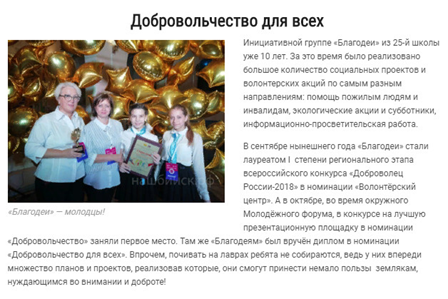 Добровольчество для всех
Инициативной группе «Благодеи» из 25-й школы
уже 10 лет. За это время было реализовано
большое количество социальных проектов и
волонтерских акций по самым разным
направлениям: помощь пожилым людям и
инвалидам, экологические акции и субботники,
информационно-просветительская работа.
В сентябре нынешнего года «Благодеи» стали
лауреатом I степени регионального этапа
всероссийского конкурса «Доброволец
России-2018» в номинации «Волонтёрский
центр». А в октябре, во время окружного
Молодёжного форума, в конкурсе на лучшую
презентационную площадку в номинации
«Благодеи» — молодцы!
«Добровольчество» заняли первое место. Там же «Благодеям» был вручён диплом в номинации
«Добровольцы для всех». Впрочем, почивать на лаврах ребята не собираются, ведь у них впереди
множество планов и проектов, реализовав которые, они смогут принести немало пользы землякам,
нуждающимся во внимании и доброте!